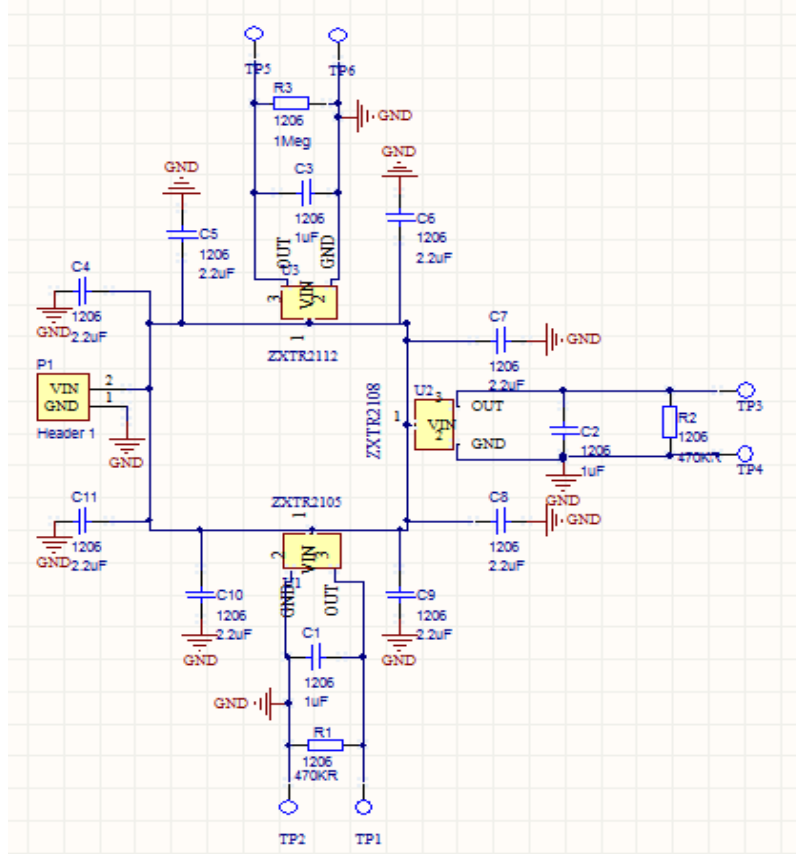 TP5
TP6
R3
1206
1Meg
GND
C3
1206
1uF
GND
GND
C5
1206
2.2uF
C6
1206
2.2uF
OUT
GND
U3
3
VIN
2
1
ZXTR2112
C4
1206
2.2uF
GND
C7
1206
2.2uF
GND
P1
VIN
GND
2
1
Header 1
GND
ZXTR2108
U2
1
3
VIN
2
OUT
GND
C2
1206
1uF
GND
R2
1206
470KR
TP3
TP4
C11
1206
2.2uF
GND
ZXTR2105
1
2
VIN
3
U1
GND
OUT
C8
1206
2.2uF
GND
C10
1206
2.2uF
GND
C9
1206
2.2uF
GND
C1
1206
1uF
GND
R1
1206
470KR
TP2
TP1